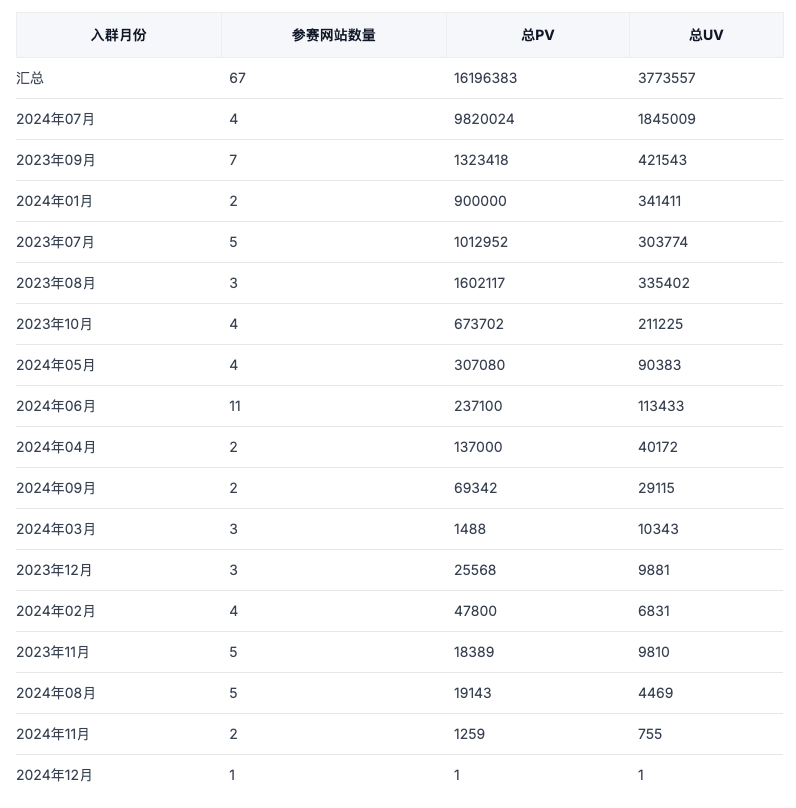 入群月份 参赛网站数量 总PV 总UV
汇总 67 16196383 3773557
2024年07月 4 9820024 1845009
2023年09月 7 1323418 421543
2024年01月 2 900000 341411
2023年07月 5 1012952 303774
2023年08月 3 1602117 335402
2023年10月 4 673702 211225
2024年05月 4 307080 90383
2024年06月 11 237100 113433
2024年04月 2 137000 40172
2024年09月 2 69342 29115
2024年03月 3 1488 10343
2023年12月 3 25568 9881
2024年02月 4 47800 6831
2023年11月 5 18389 9810
2024年08月 5 19143 4469
2024年11月 2 1259 755
2024年12月 1 1 1